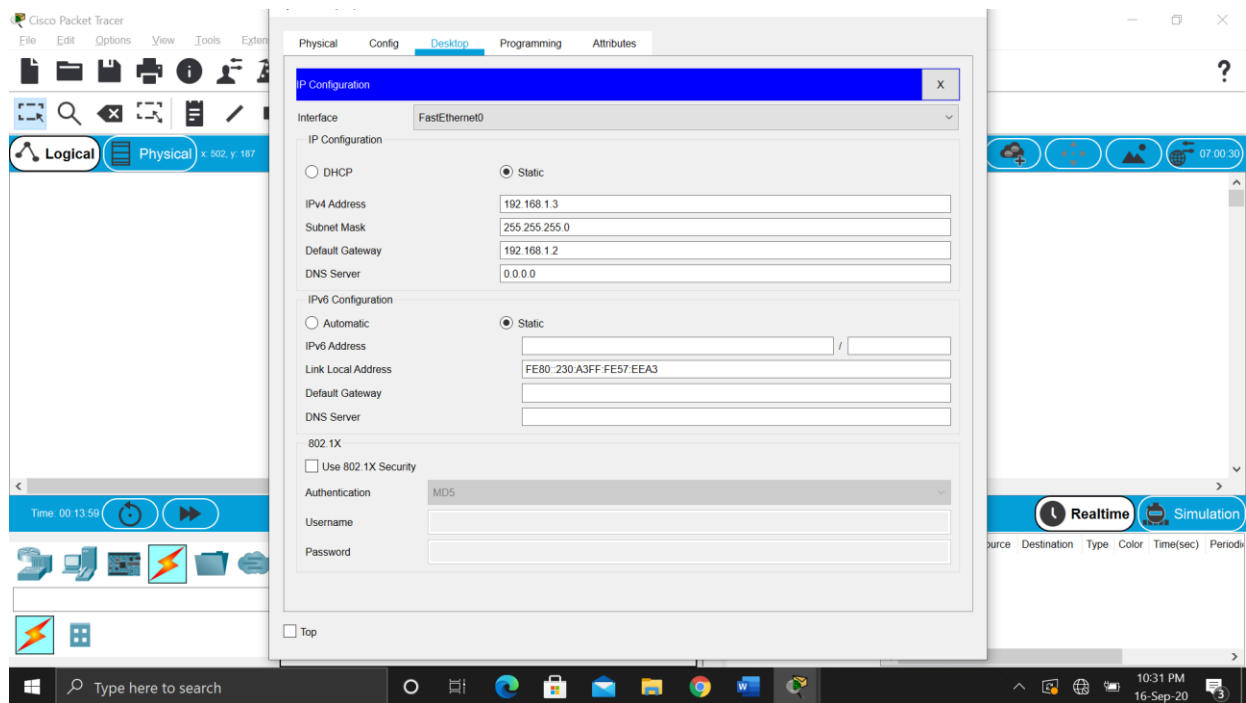 Cisco Packet Tracer
File Edit Options View Tools Exten
Physical Config Desktop Programming Attributes
IP Configuration X
Interface FastEthernet0
IP Configuration
DHCP Static
IPv4 Address 192.168.1.3
Subnet Mask 255.255.255.0
Default Gateway 192.168.1.2
DNS Server 0.0.0.0
IPv6 Configuration
Automatic Static
IPv6 Address /
Link Local Address FE80::230:A3FF:FE57:EEA3
Default Gateway
DNS Server
802.1X
Use 802.1X Security
Authentication MD5
Username
Password
Top
?
Logical Physical x: 502, y: 187 07:00:30
Time: 00:13:59 Realtime Simulation
ource Destination Type Color Time(sec) Periodi
Type here to search
10:31 PM
16-Sep-20
3